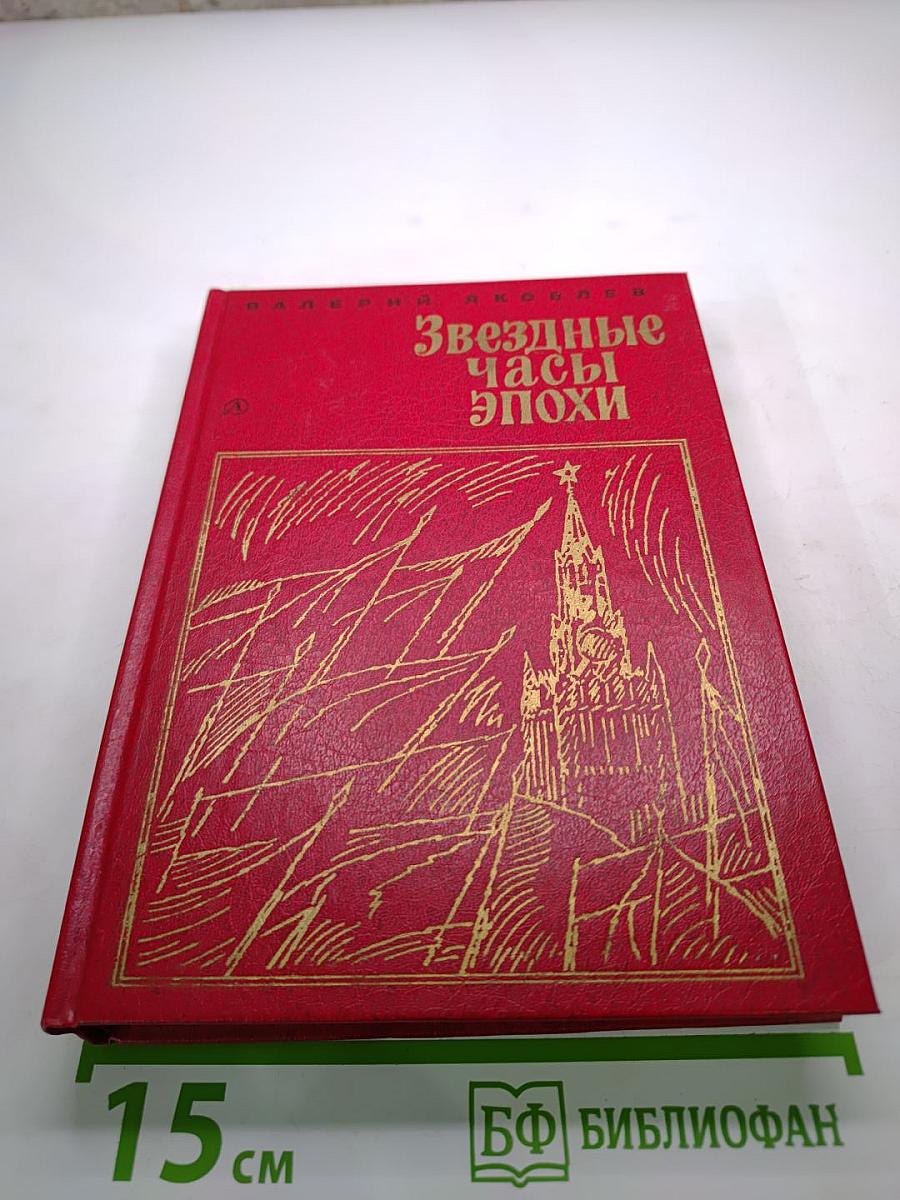 ВАЛЕРИЙ ЯКОВЛЕВ
Звездные
часы
эпохи
15 см
БФ БИБЛИОФАН